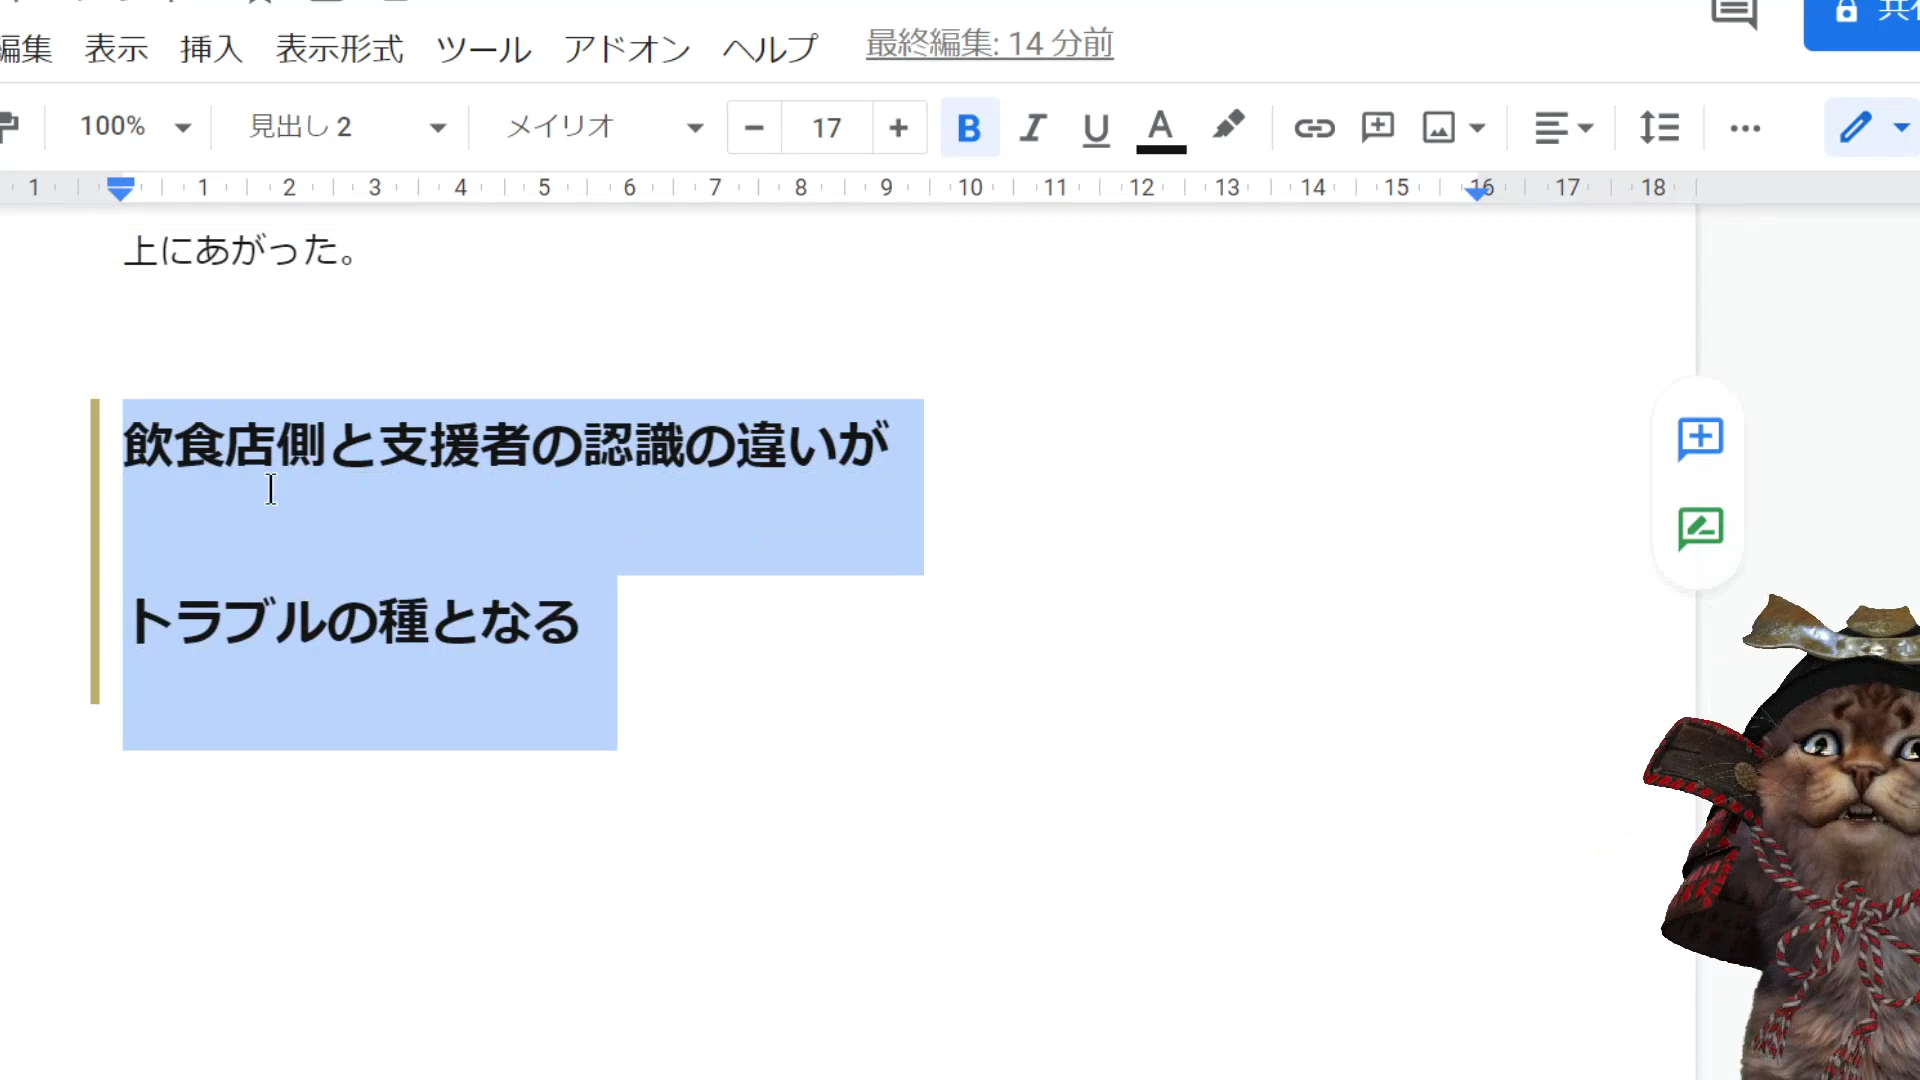 編集 表示 挿入 表示形式 ツール アドオン ヘルプ 最終編集: 14 分前
100% 見出し 2 メイリオ − 17 + B I U A
1 1 2 3 4 5 6 7 8 9 10 11 12 13 14 15 16 17 18
上にあがった。
飲食店側と支援者の認識の違いが
トラブルの種となる